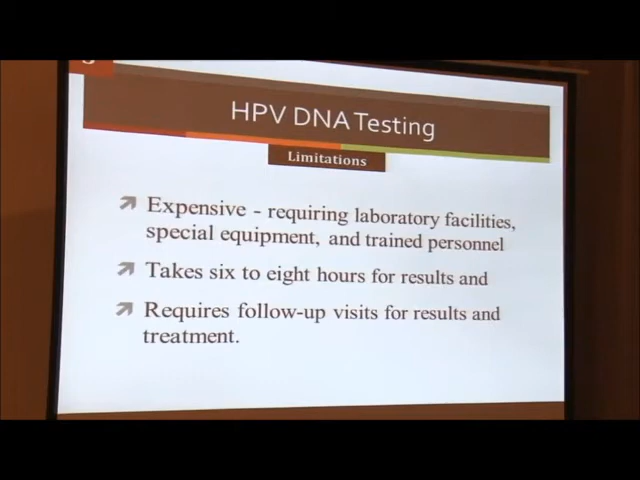 HPV DNA Testing
Limitations
Expensive - requiring laboratory facilities,
special equipment, and trained personnel
Takes six to eight hours for results and
Requires follow-up visits for results and
treatment.